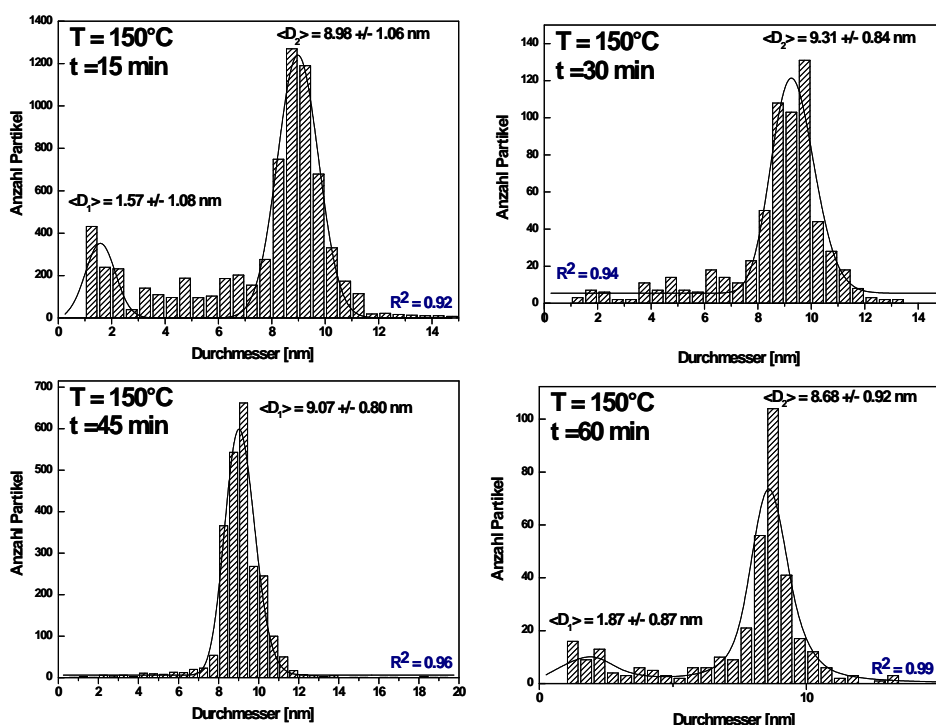 T = 150°C
t =15 min
<D₂> = 8.98 +/- 1.06 nm
<D₁> = 1.57 +/- 1.08 nm
R² = 0.92
Anzahl Partikel
1400
1200
1000
800
600
400
200
0
0 2 4 6 8 10 12 14
Durchmesser [nm]
T = 150°C
t =30 min
<D₂> = 9.31 +/- 0.84 nm
R² = 0.94
Anzahl Partikel
140
120
100
80
60
40
20
0
0 2 4 6 8 10 12 14
Durchmesser [nm]
T = 150°C
t =45 min
<D₁> = 9.07 +/- 0.80 nm
R² = 0.96
Anzahl Partikel
700
600
500
400
300
200
100
0
0 2 4 6 8 10 12 14 16 18 20
Durchmesser [nm]
T = 150°C
t =60 min
<D₂> = 8.68 +/- 0.92 nm
<D₁> = 1.87 +/- 0.87 nm
R² = 0.99
Anzahl Partikel
100
80
60
40
20
0
0 10
Durchmesser [nm]